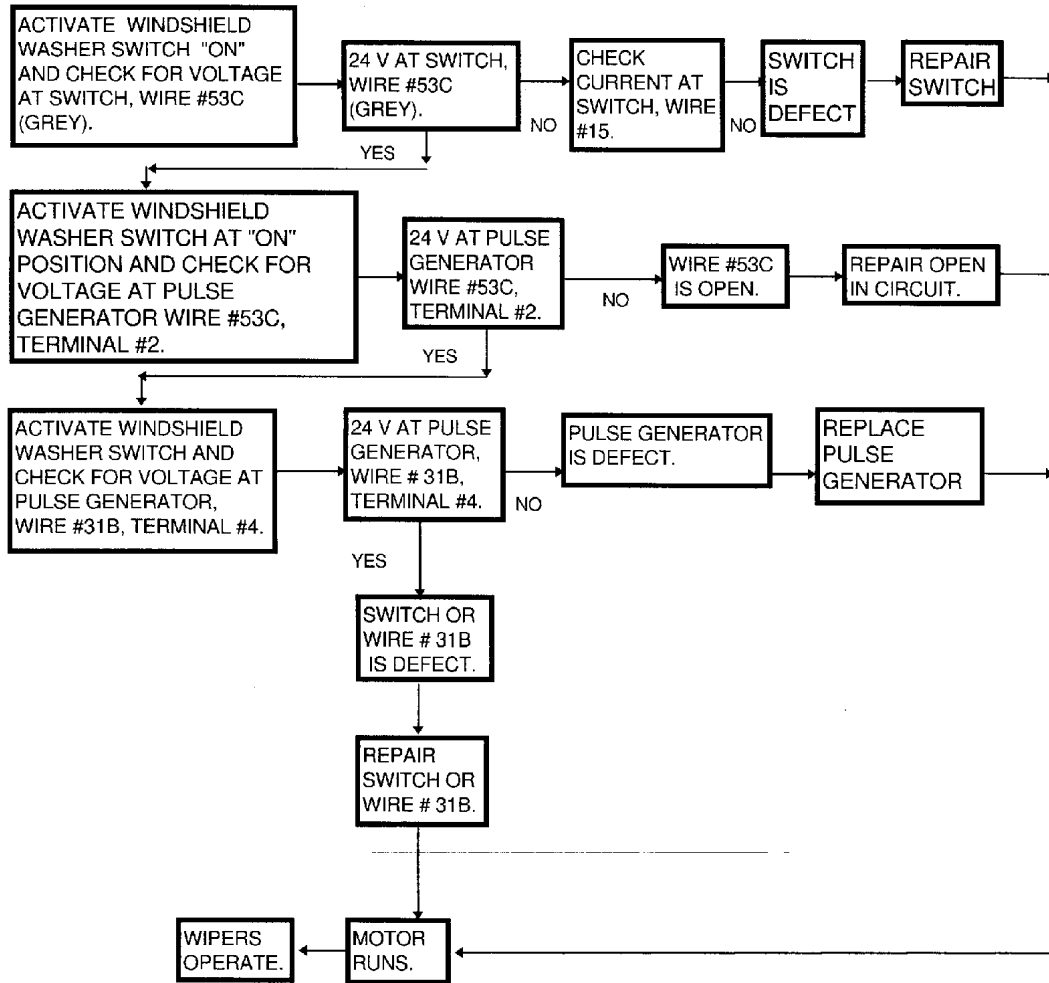 ACTIVATE WINDSHIELD
WASHER SWITCH "ON"
AND CHECK FOR VOLTAGE
AT SWITCH, WIRE #53C
(GREY).
24 V AT SWITCH,
WIRE #53C
(GREY).
NO
CHECK
CURRENT AT
SWITCH, WIRE
#15.
NO
SWITCH
IS
DEFECT
REPAIR
SWITCH
YES
ACTIVATE WINDSHIELD
WASHER SWITCH AT "ON"
POSITION AND CHECK FOR
VOLTAGE AT PULSE
GENERATOR WIRE #53C,
TERMINAL #2.
24 V AT PULSE
GENERATOR
WIRE #53C,
TERMINAL #2.
NO
WIRE #53C
IS OPEN.
REPAIR OPEN
IN CIRCUIT.
YES
ACTIVATE WINDSHIELD
WASHER SWITCH AND
CHECK FOR VOLTAGE AT
PULSE GENERATOR,
WIRE #31B, TERMINAL #4.
24 V AT PULSE
GENERATOR,
WIRE # 31B,
TERMINAL #4.
NO
PULSE GENERATOR
IS DEFECT.
REPLACE
PULSE
GENERATOR
YES
SWITCH OR
WIRE # 31B
IS DEFECT.
REPAIR
SWITCH OR
WIRE # 31B.
WIPERS
OPERATE.
MOTOR
RUNS.